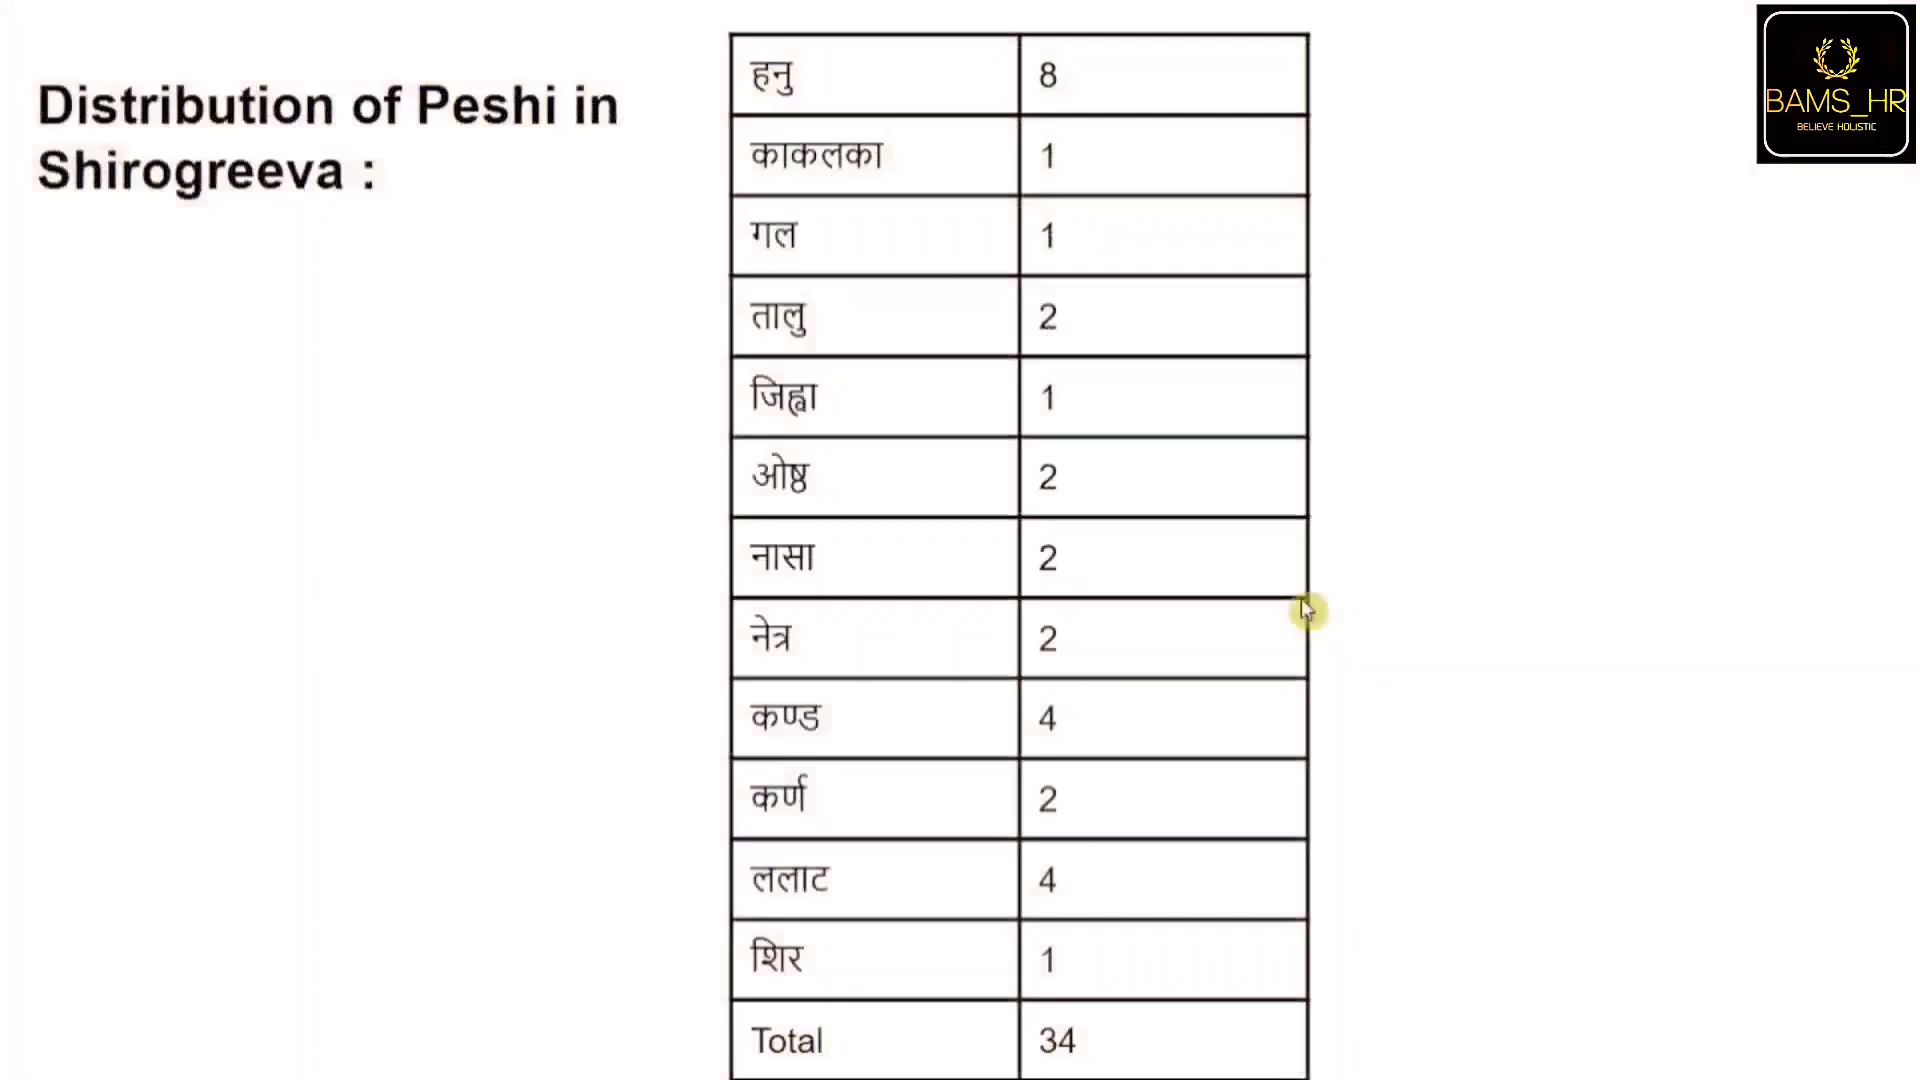 Distribution of Peshi in
Shirogreeva :
हनु 8
काकलका 1
गल 1
तालु 2
जिह्वा 1
ओष्ठ 2
नासा 2
नेत्र 2
कण्ड 4
कर्ण 2
ललाट 4
शिर 1
Total 34
BAMS_HR
BELIEVE HOLISTIC